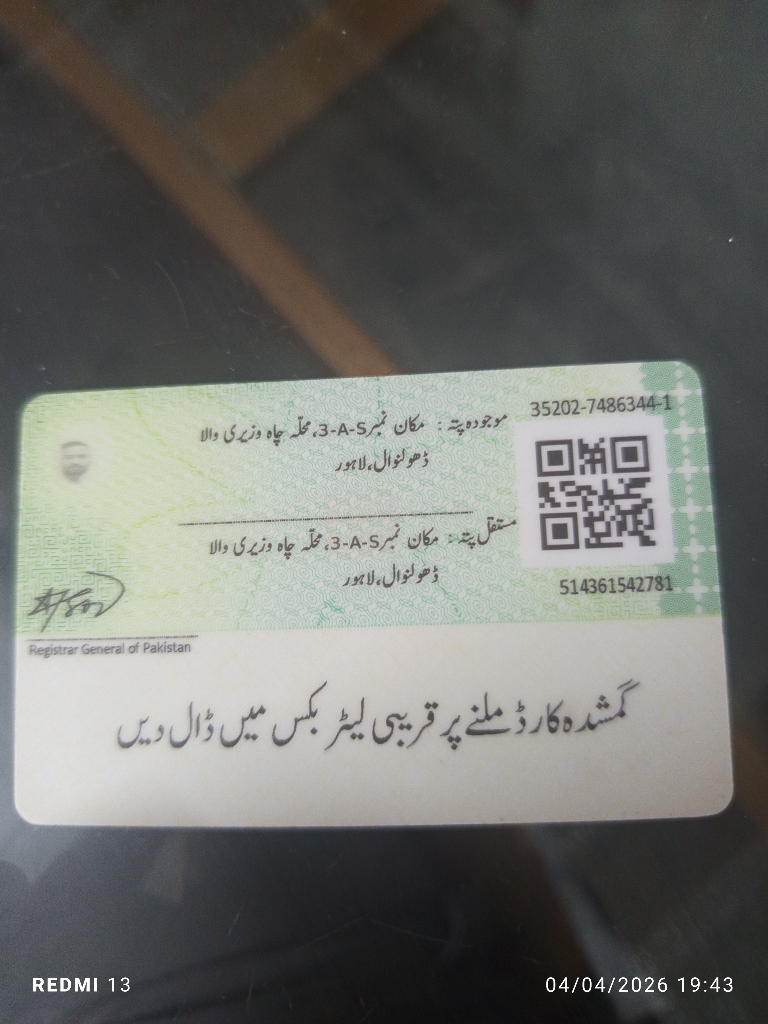 35202-7486344-1
موجودہ پتہ : مکان نمبر 3-A-S، محلّہ چاہ وزیری والا
ڈھولنوال، لاہور
مستقل پتہ : مکان نمبر 3-A-S، محلّہ چاہ وزیری والا
ڈھولنوال، لاہور
514361542781
Registrar General of Pakistan
گمشدہ کارڈ ملنے پر قریبی لیٹر بکس میں ڈال دیں
REDMI 13
04/04/2026 19:43